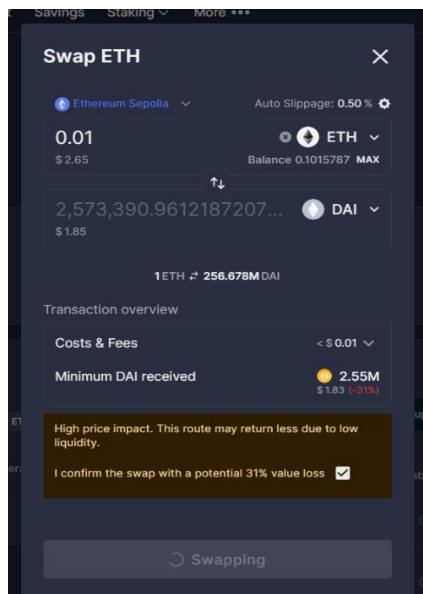 Savings Staking More •••
Swap ETH
Ethereum Sepolia Auto Slippage: 0.50 %
0.01 ETH
$2.65 Balance 0.1015787 MAX
2,573,390.9612187207... DAI
$1.85
1 ETH ⇄ 256.678M DAI
Transaction overview
Costs & Fees < $0.01
Minimum DAI received 2.55M
$1.83 (-31%)
High price impact. This route may return less due to low
liquidity.
I confirm the swap with a potential 31% value loss
Swapping